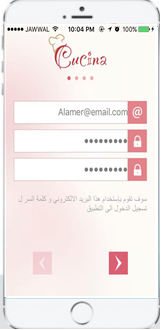 JAWWAL 10:04 PM 100%
Cucina
Alamer@email.com @
•••••••••
•••••••••
سوف تقوم بإستخدام هذا البريد الالكتروني و كلمة السر ل
تسجيل الدخول الى التطبيق